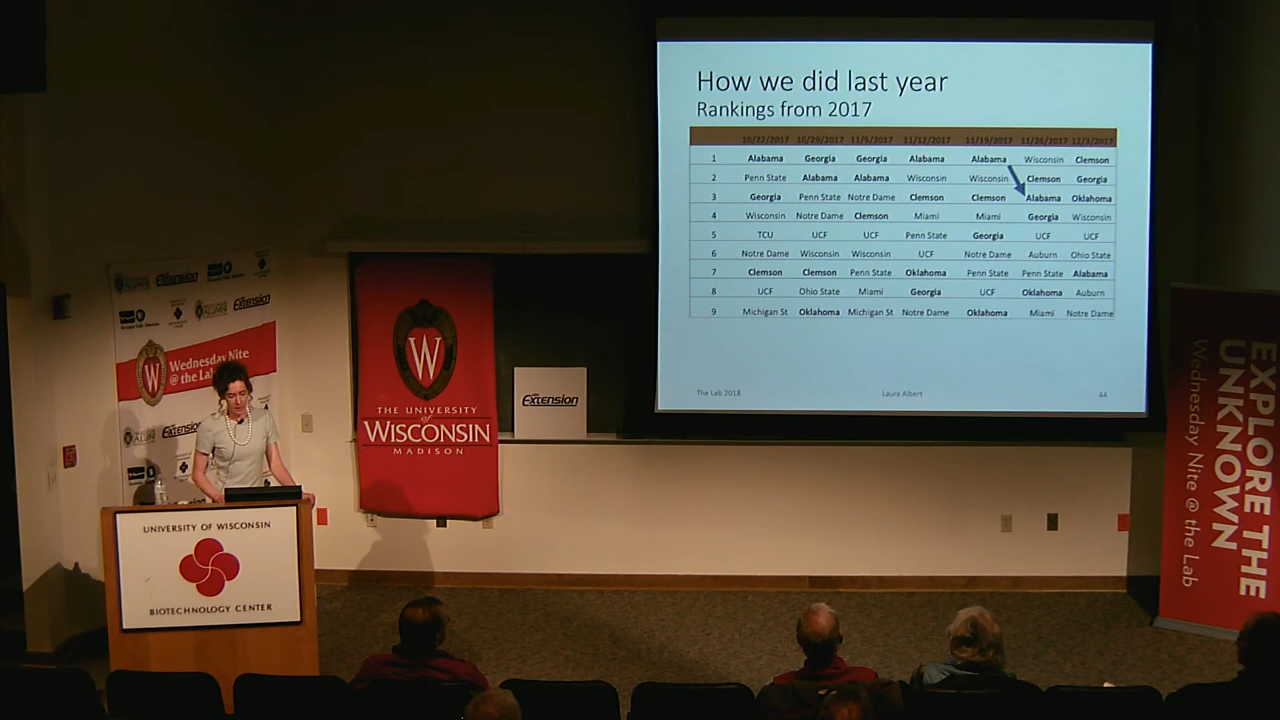 How we did last year
Rankings from 2017
10/22/2017 10/29/2017 11/5/2017 11/12/2017 11/19/2017 11/26/2017 12/3/2017
1 Alabama Georgia Georgia Alabama Alabama Wisconsin Clemson
2 Penn State Alabama Alabama Wisconsin Wisconsin Clemson Georgia
3 Georgia Penn State Notre Dame Clemson Clemson Alabama Oklahoma
4 Wisconsin Notre Dame Clemson Miami Miami Georgia Wisconsin
5 TCU UCF UCF Penn State Georgia UCF UCF
6 Notre Dame Wisconsin Wisconsin UCF Notre Dame Auburn Ohio State
7 Clemson Clemson Penn State Oklahoma Penn State Penn State Alabama
8 UCF Ohio State Miami Georgia UCF Oklahoma Auburn
9 Michigan St Oklahoma Michigan St Notre Dame Oklahoma Miami Notre Dame
The Lab 2018 Laura Albert 44
Extension
ALUMNI
Extension
Wednesday Nite
@ the Lab
W
ALUMNI
Extension
W
THE UNIVERSITY
of
WISCONSIN
MADISON
Extension
UNIVERSITY OF WISCONSIN
BIOTECHNOLOGY CENTER
EXPLORE THE
UNKNOWN
Wednesday Nite @ the Lab